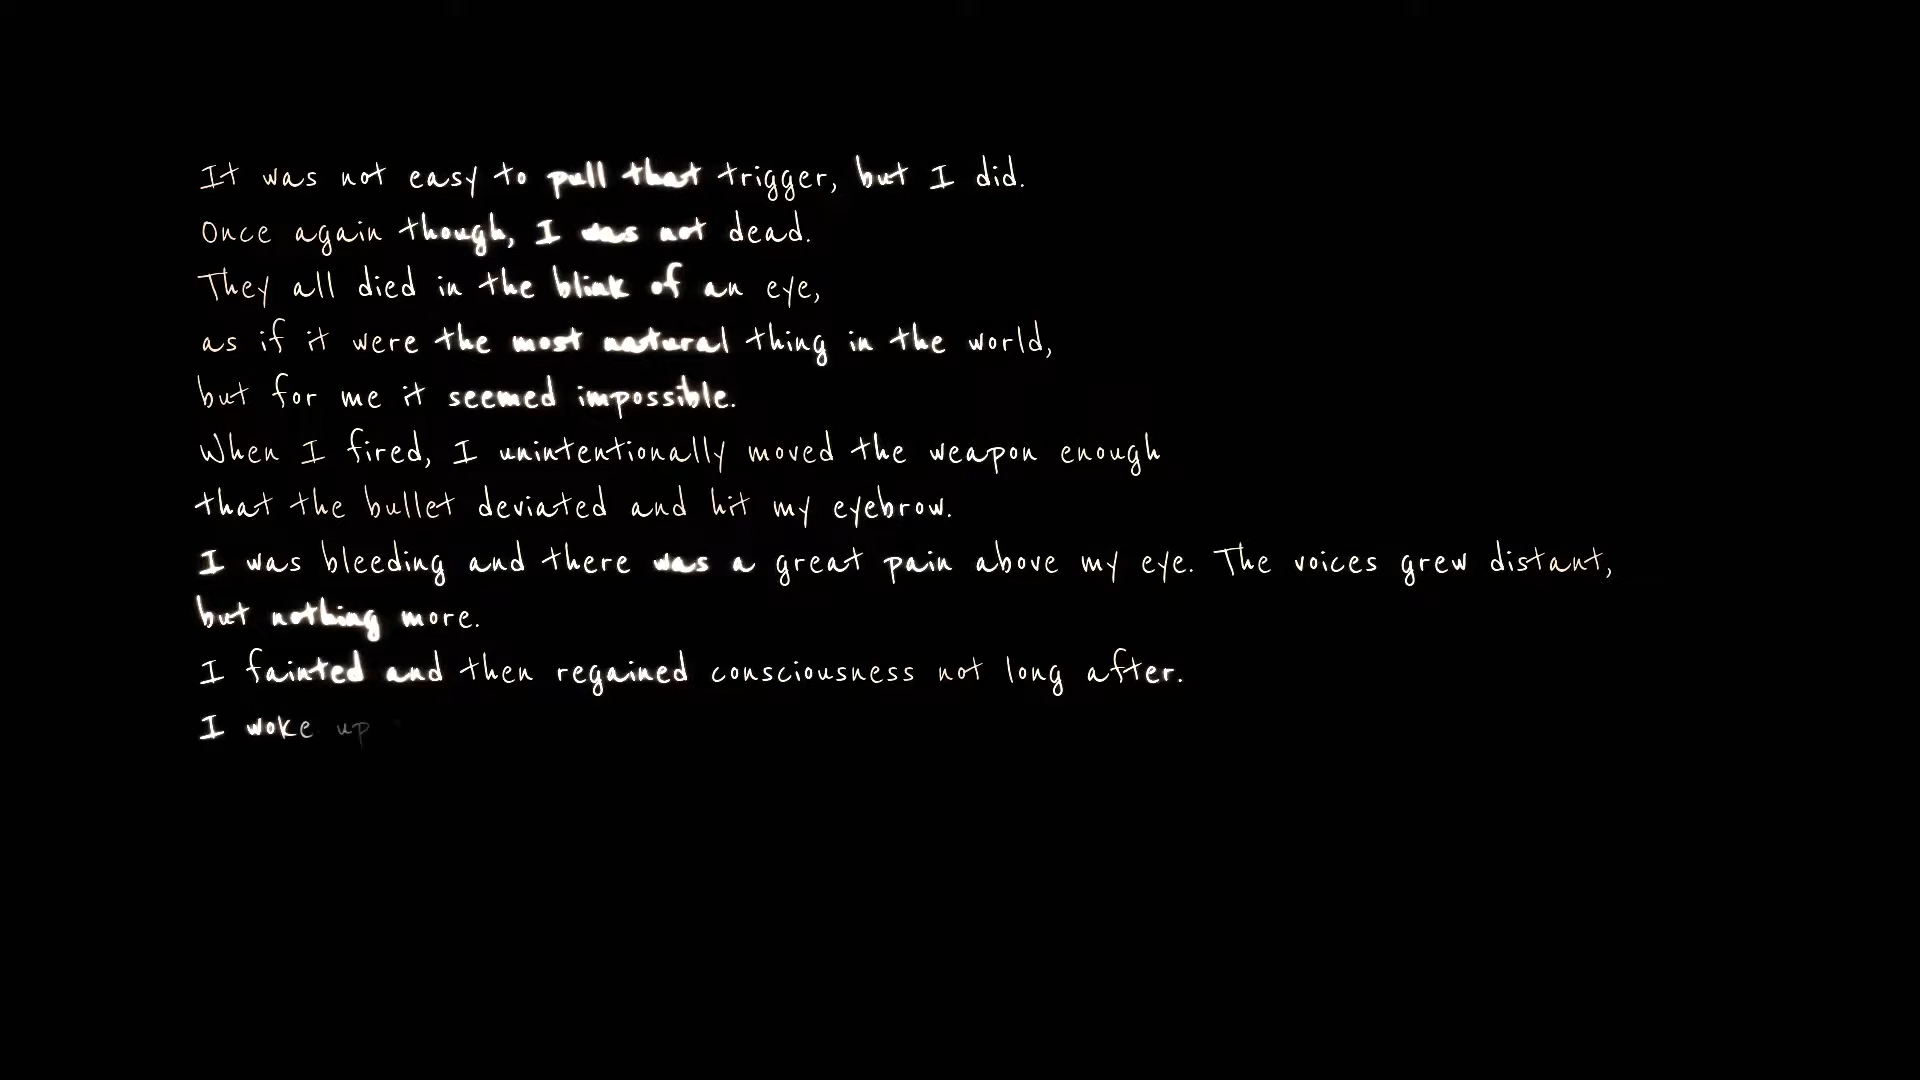 It was not easy to pull that trigger, but I did.
Once again though, I was not dead.
They all died in the blink of an eye,
as if it were the most natural thing in the world,
but for me it seemed impossible.
When I fired, I unintentionally moved the weapon enough
that the bullet deviated and hit my eyebrow.
I was bleeding and there was a great pain above my eye. The voices grew distant,
but nothing more.
I fainted and then regained consciousness not long after.
I woke up